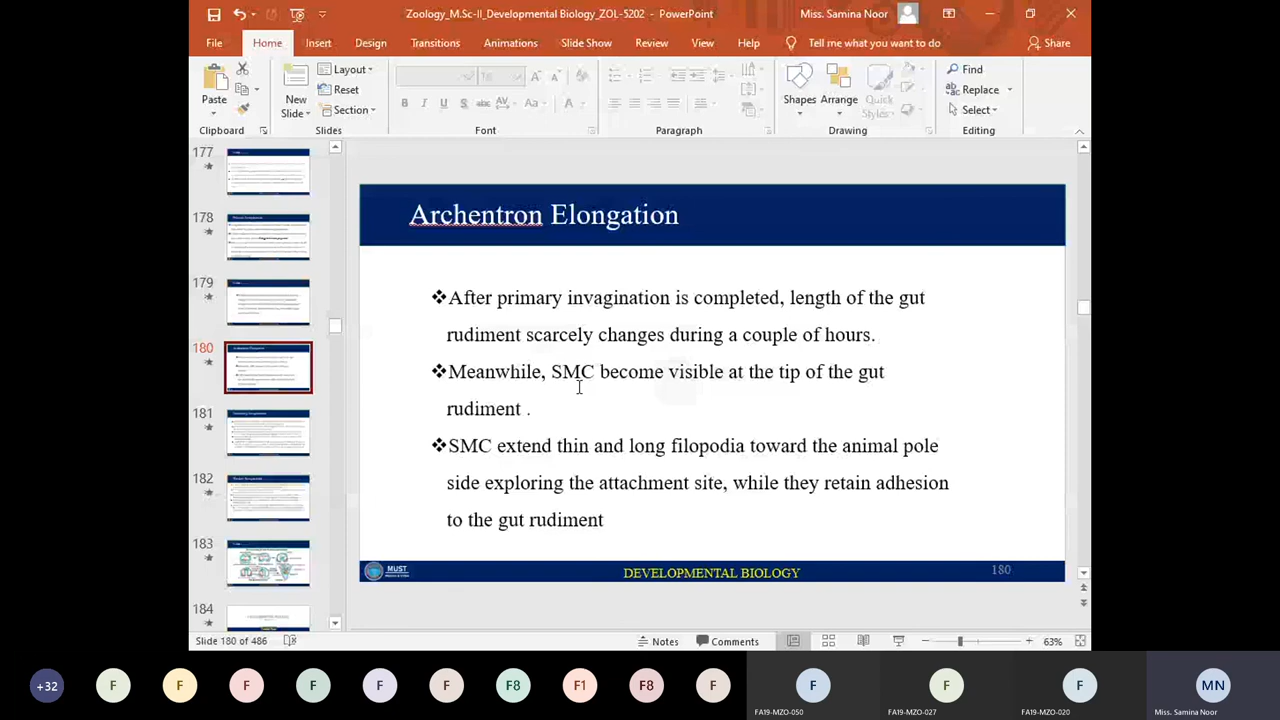 Zoology_M.Sc-II_Developmental Biology_ZOL-5202 - PowerPoint
Miss. Samina Noor
File Home Insert Design Transitions Animations Slide Show Review View Help Tell me what you want to do Share
Paste
New
Slide
Layout
Reset
Section
Shapes Arrange Quick
Styles
Find
Replace
Select
Clipboard Slides Font Paragraph Drawing Editing
177
178
179
180
181
182
183
184
Archentron Elongation
❖After primary invagination is completed, length of the gut
rudiment scarcely changes during a couple of hours.
❖Meanwhile, SMC become visible at the tip of the gut
rudiment .
❖SMC extend thin and long filopodia toward the animal pole
side exploring the attachment site, while they retain adhesion
to the gut rudiment
MUST
DEVELOPMENTAL BIOLOGY
180
Slide 180 of 486
Notes Comments
63%
+32 F F F F F F F8 F1 F8 F F F F MN
FA19-MZO-050 FA19-MZO-027 FA19-MZO-020 Miss. Samina Noor